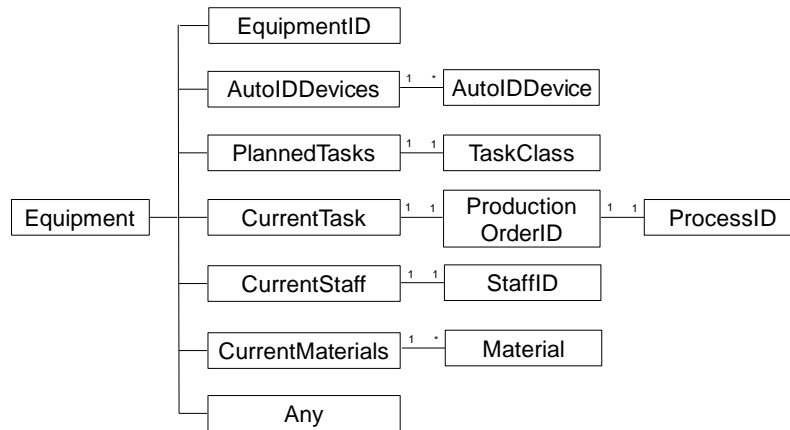 EquipmentID
AutoIDDevices 1 * AutoIDDevice
PlannedTasks 1 1 TaskClass
Equipment CurrentTask 1 1 Production OrderID 1 1 ProcessID
CurrentStaff 1 1 StaffID
CurrentMaterials 1 * Material
Any